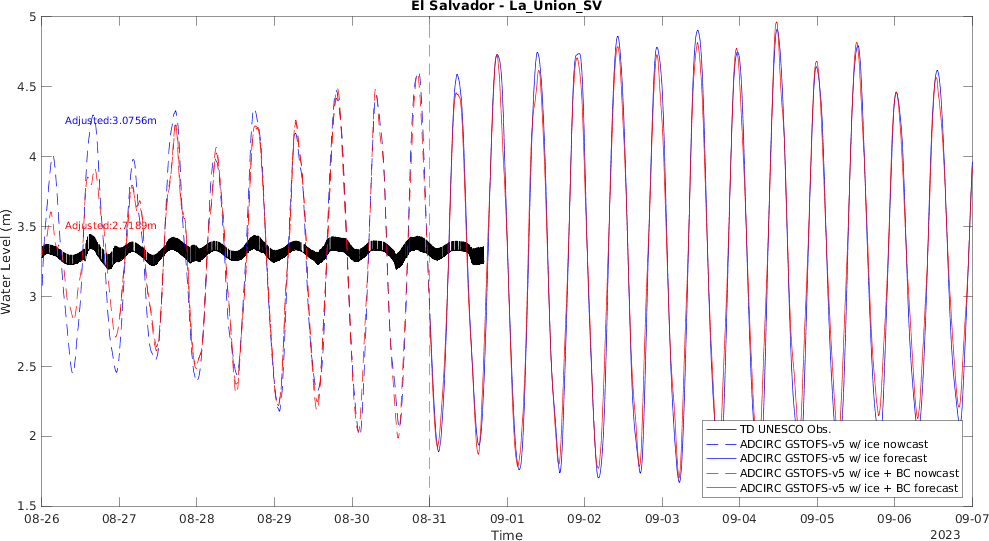 El Salvador - La_Union_SV
Water Level (m)
5
4.5
4
3.5
3
2.5
2
1.5
Adjusted:3.0756m
Adjusted:2.7189m
TD UNESCO Obs.
ADCIRC GSTOFS-v5 w/ ice nowcast
ADCIRC GSTOFS-v5 w/ ice forecast
ADCIRC GSTOFS-v5 w/ ice + BC nowcast
ADCIRC GSTOFS-v5 w/ ice + BC forecast
08-26 08-27 08-28 08-29 08-30 08-31 09-01 09-02 09-03 09-04 09-05 09-06 09-07
Time
2023